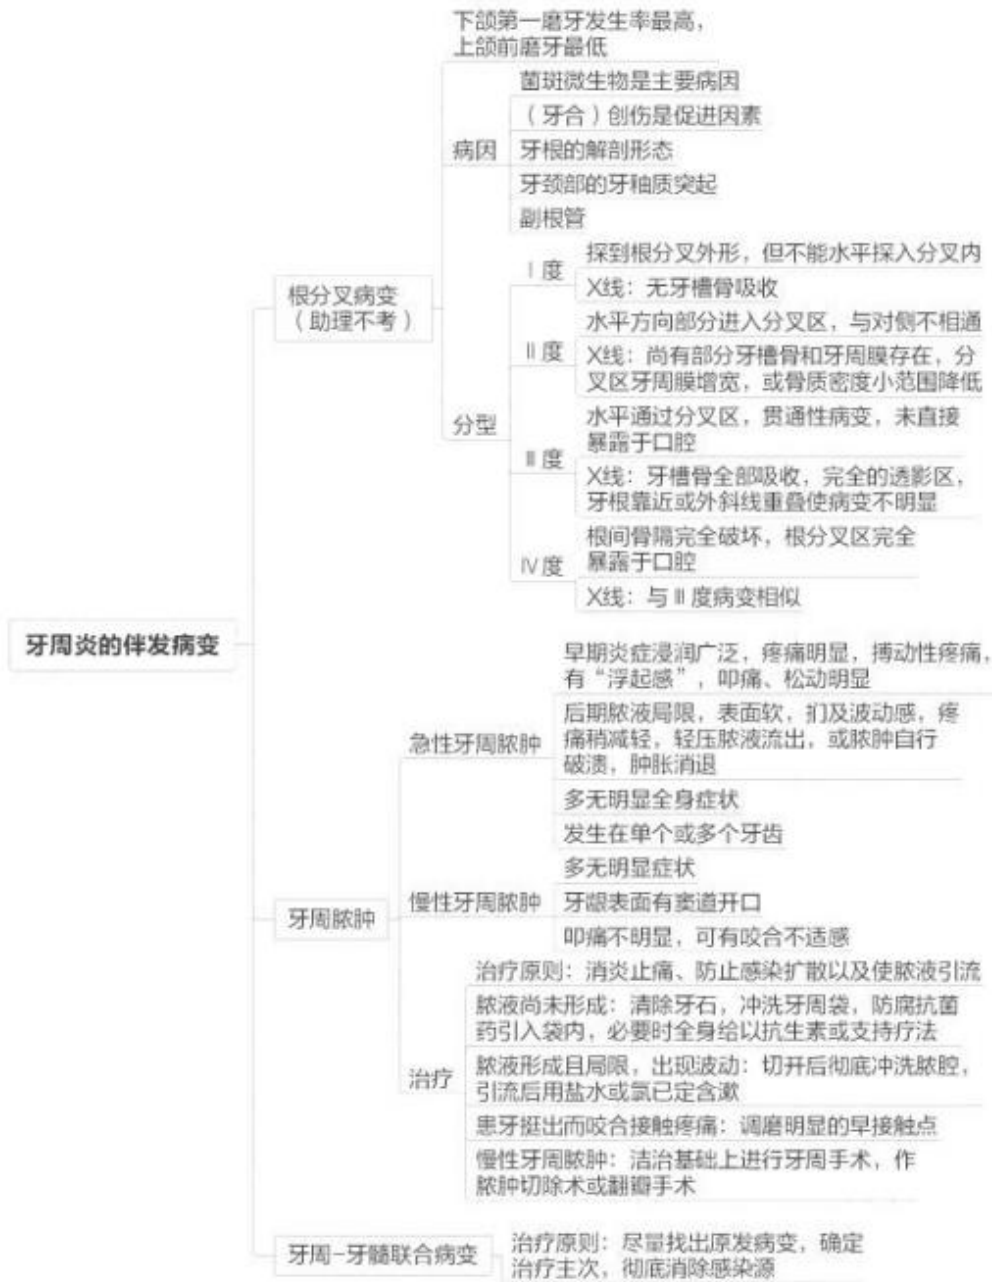 下颌第一磨牙发生率最高，
上颌前磨牙最低
菌斑微生物是主要病因
（牙合）创伤是促进因素
病因
牙根的解剖形态
牙颈部的牙釉质突起
副根管
探到根分叉外形，但不能水平探入分叉内
Ⅰ度
X线：无牙槽骨吸收
根分叉病变
（助理不考）
水平方向部分进入分叉区，与对侧不相通
Ⅱ度
X线：尚有部分牙槽骨和牙周膜存在，分
叉区牙周膜增宽，或骨质密度小范围降低
分型
水平通过分叉区，贯通性病变，未直接
暴露于口腔
Ⅲ度
X线：牙槽骨全部吸收，完全的透影区，
牙根靠近或外斜线重叠使病变不明显
根间骨隔完全破坏，根分叉区完全
暴露于口腔
Ⅳ度
X线：与Ⅲ度病变相似
牙周炎的伴发病变
早期炎症浸润广泛，疼痛明显，搏动性疼痛，
有“浮起感”，叩痛、松动明显
急性牙周脓肿
后期脓液局限，表面软，扪及波动感，疼
痛稍减轻，轻压脓液流出，或脓肿自行
破溃，肿胀消退
多无明显全身症状
发生在单个或多个牙齿
多无明显症状
慢性牙周脓肿
牙龈表面有窦道开口
叩痛不明显，可有咬合不适感
牙周脓肿
治疗原则：消炎止痛、防止感染扩散以及使脓液引流
脓液尚未形成：清除牙石，冲洗牙周袋，防腐抗菌
药引入袋内，必要时全身给以抗生素或支持疗法
治疗
脓液形成且局限，出现波动：切开后彻底冲洗脓腔，
引流后用盐水或氯已定含漱
患牙挺出而咬合接触疼痛：调磨明显的早接触点
慢性牙周脓肿：洁治基础上进行牙周手术，作
脓肿切除术或翻瓣手术
牙周-牙髓联合病变
治疗原则：尽量找出原发病变，确定
治疗主次，彻底消除感染源